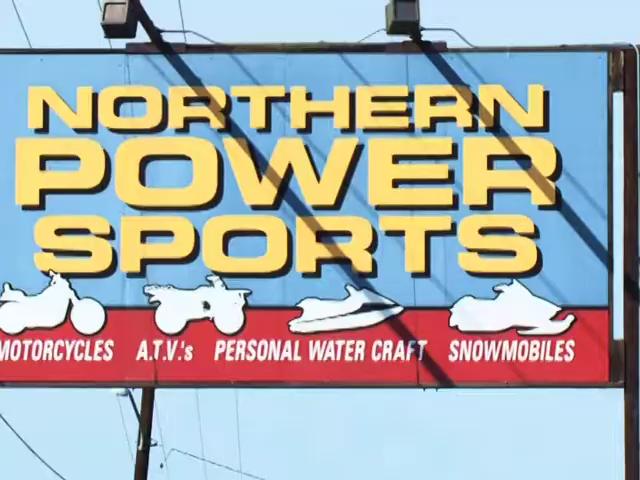 NORTHERN
POWER
SPORTS
MOTORCYCLES A.T.V.'s PERSONAL WATER CRAFT SNOWMOBILES